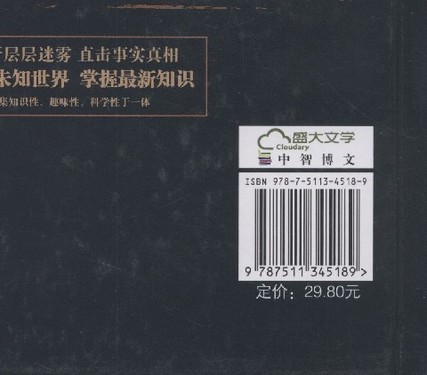 层层迷雾 直击事实真相
未知世界 掌握最新知识
集知识性、趣味性、科学性于一体
盛大文学
Cloudary
中智博文
ISBN 978-7-5113-4518-9
9 787511 345189 >
定价：29.80元